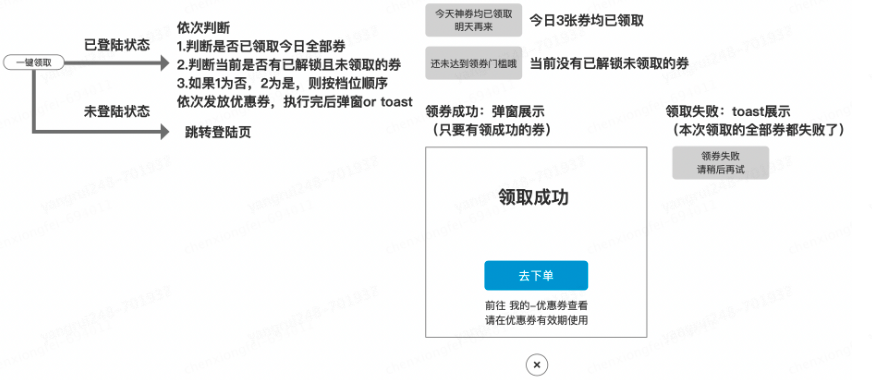 一键领取
已登陆状态
依次判断
1.判断是否已领取今日全部券
2.判断当前是否有已解锁且未领取的券
3.如果1为否，2为是，则按档位顺序
依次发放优惠券，执行完后弹窗or toast
未登陆状态
跳转登陆页
今天神券均已领取
明天再来
今日3张券均已领取
还未达到领券门槛哦
当前没有已解锁未领取的券
领券成功：弹窗展示
（只要有领成功的券）
领取成功
去下单
前往 我的-优惠券查看
请在优惠券有效期使用
领取失败：toast展示
（本次领取的全部券都失败了）
领券失败
请稍后再试